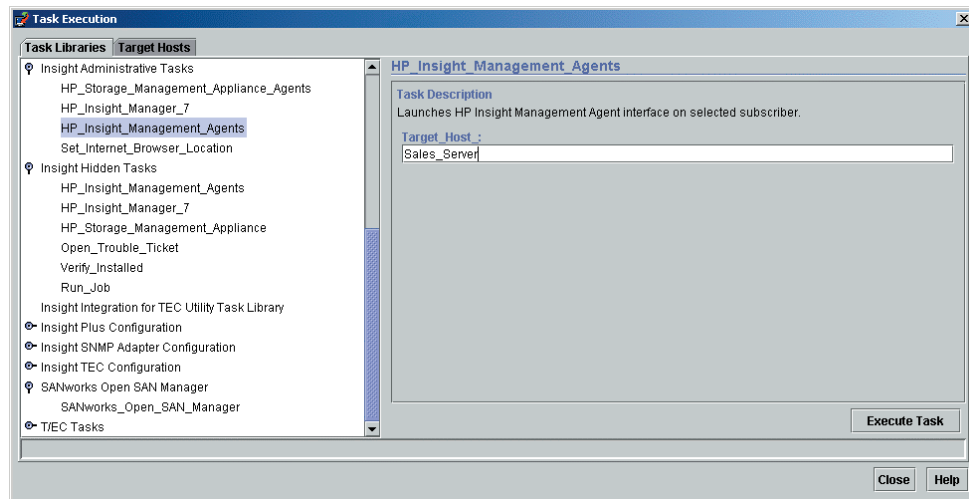 Task Execution
Task Libraries Target Hosts
Insight Administrative Tasks
HP_Storage_Management_Appliance_Agents
HP_Insight_Manager_7
HP_Insight_Management_Agents
Set_Internet_Browser_Location
Insight Hidden Tasks
HP_Insight_Management_Agents
HP_Insight_Manager_7
HP_Storage_Management_Appliance
Open_Trouble_Ticket
Verify_Installed
Run_Job
Insight Integration for TEC Utility Task Library
Insight Plus Configuration
Insight SNMP Adapter Configuration
Insight TEC Configuration
SANworks Open SAN Manager
SANworks_Open_SAN_Manager
T/EC Tasks
HP_Insight_Management_Agents
Task Description
Launches HP Insight Management Agent interface on selected subscriber.
Target_Host_:
Sales_Server
Execute Task
Close Help